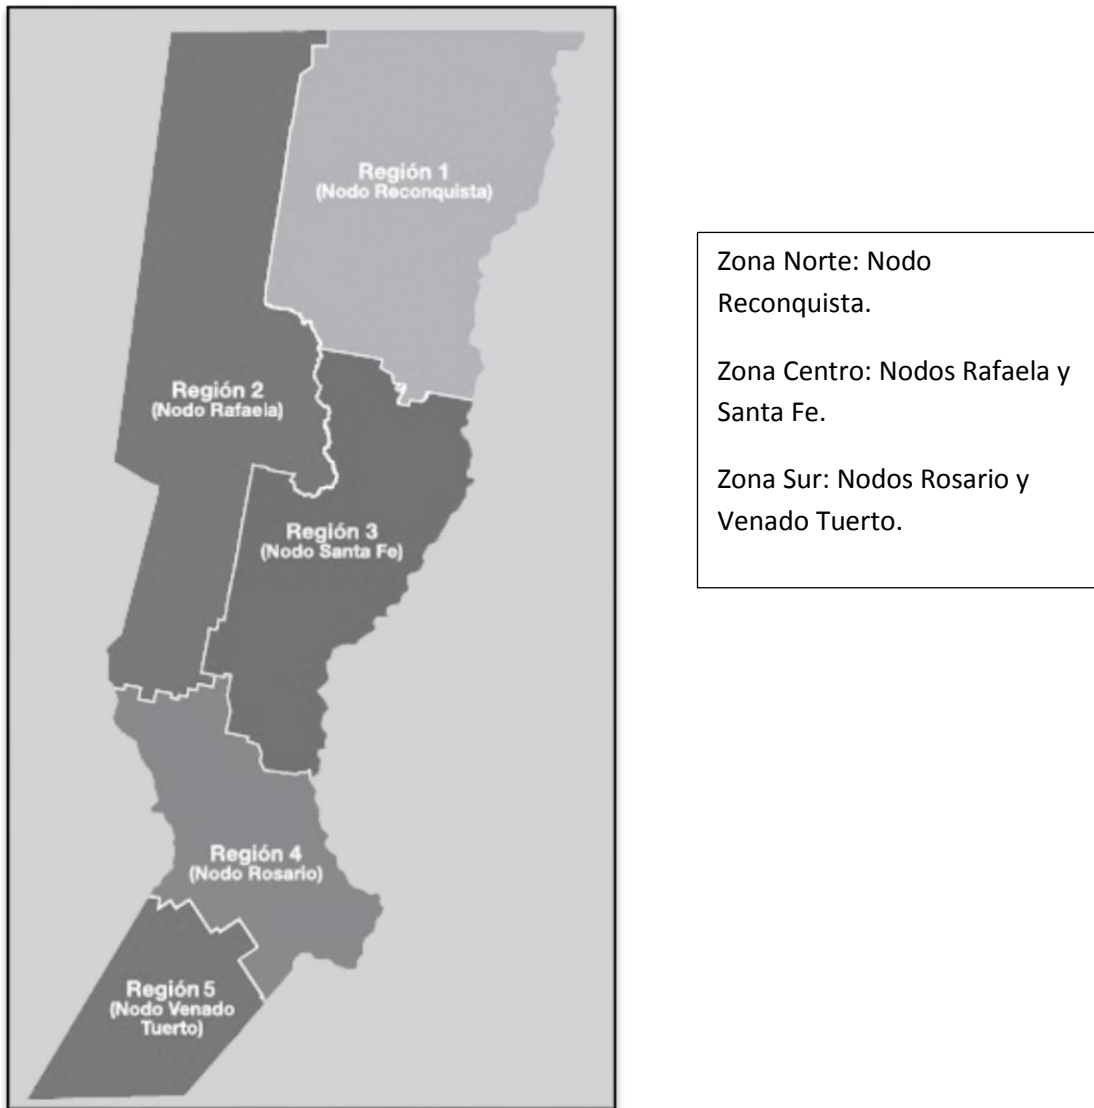 Región 1
(Nodo Reconquista)
Región 2
(Nodo Rafaela)
Región 3
(Nodo Santa Fe)
Región 4
(Nodo Rosario)
Región 5
(Nodo Venado
Tuerto)
Zona Norte: Nodo
Reconquista.
Zona Centro: Nodos Rafaela y
Santa Fe.
Zona Sur: Nodos Rosario y
Venado Tuerto.